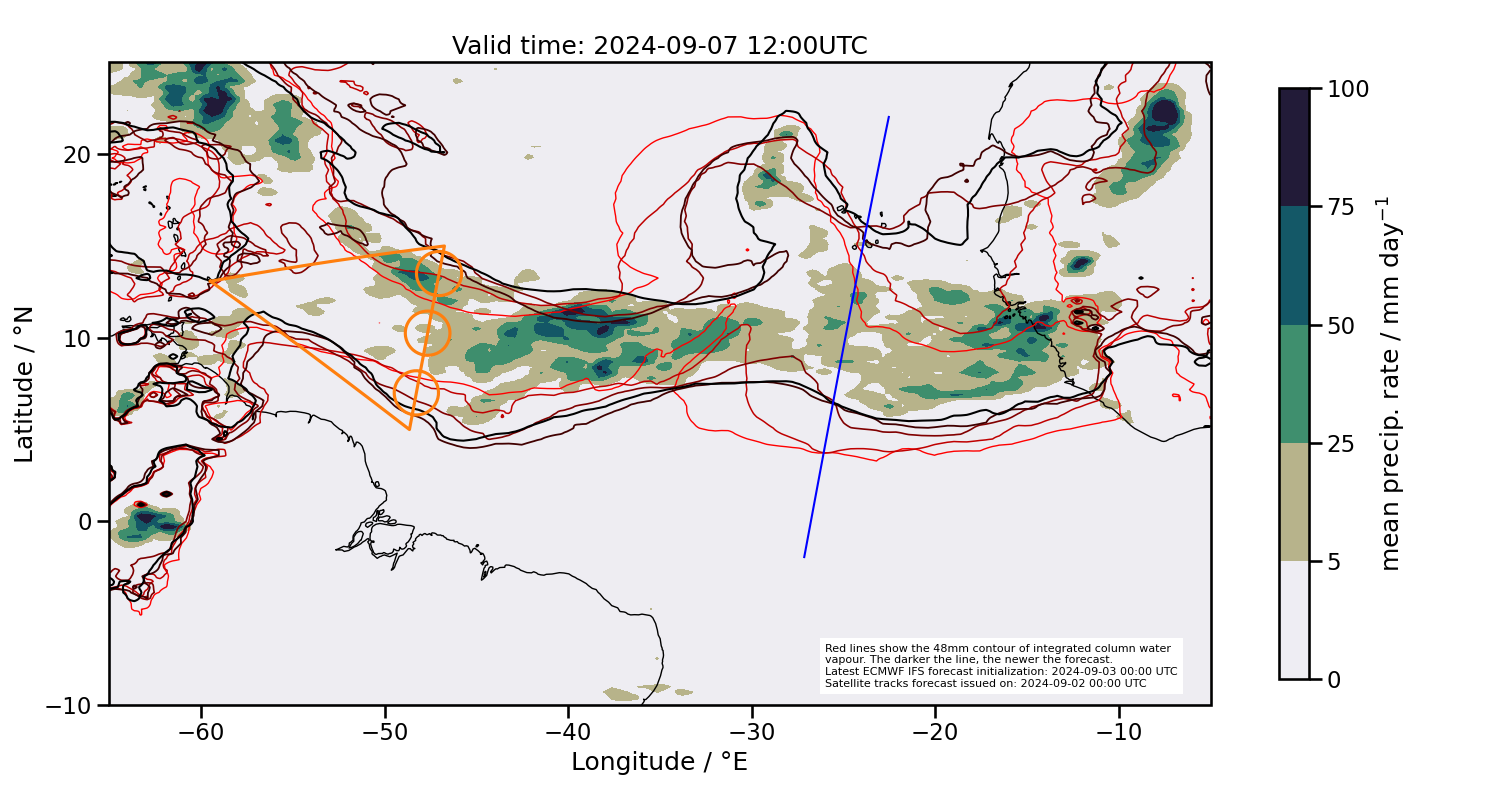 Valid time: 2024-09-07 12:00UTC
Latitude / °N
20
10
0
−10
−60
−50
−40
−30
−20
−10
Longitude / °E
Red lines show the 48mm contour of integrated column water
vapour. The darker the line, the newer the forecast.
Latest ECMWF IFS forecast initialization: 2024-09-03 00:00 UTC
Satellite tracks forecast issued on: 2024-09-02 00:00 UTC
100
75
50
25
5
0
mean precip. rate / mm day⁻¹